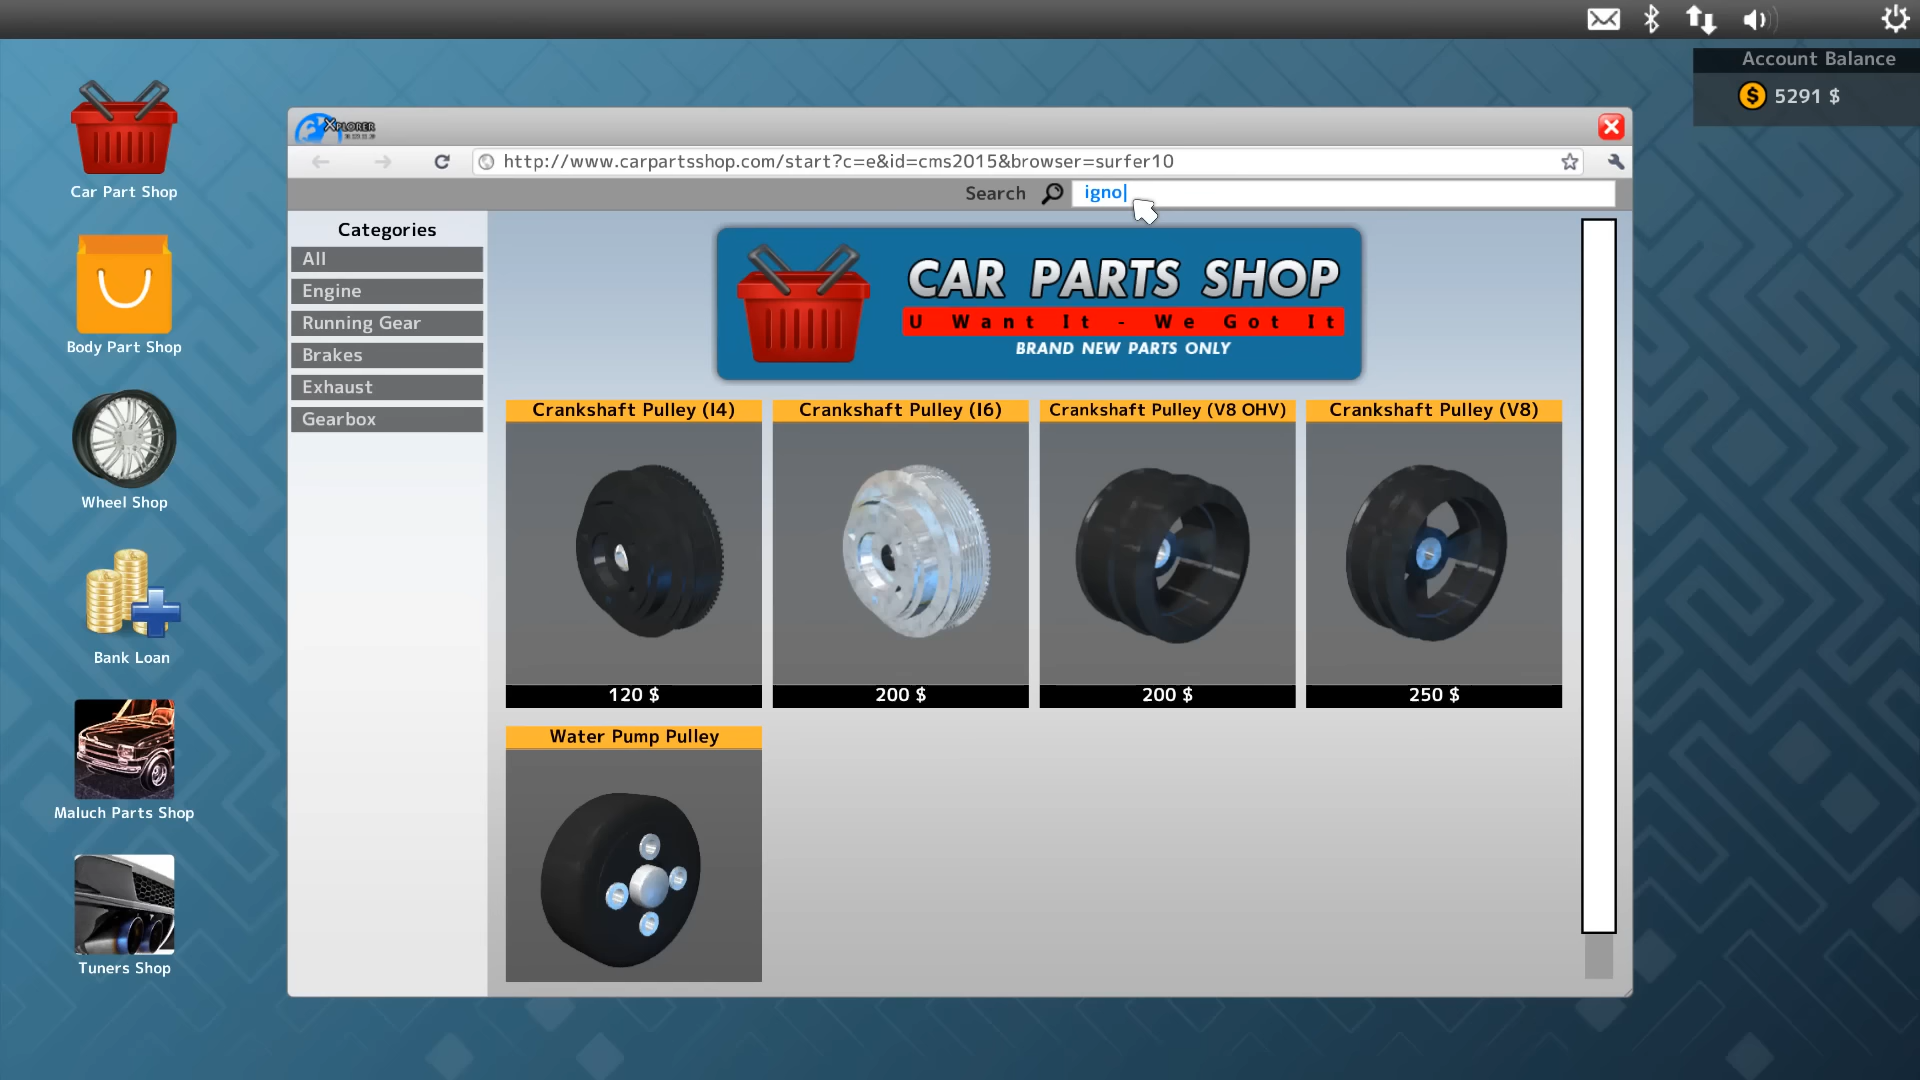 Account Balance
5291 $
Car Part Shop
Body Part Shop
Wheel Shop
Bank Loan
Maluch Parts Shop
Tuners Shop
XPLORER
http://www.carpartsshop.com/start?c=e&id=cms2015&browser=surfer10
Search igno
Categories
All
Engine
Running Gear
Brakes
Exhaust
Gearbox
CAR PARTS SHOP
U Want It - We Got It
BRAND NEW PARTS ONLY
Crankshaft Pulley (I4)
120 $
Crankshaft Pulley (I6)
200 $
Crankshaft Pulley (V8 OHV)
200 $
Crankshaft Pulley (V8)
250 $
Water Pump Pulley